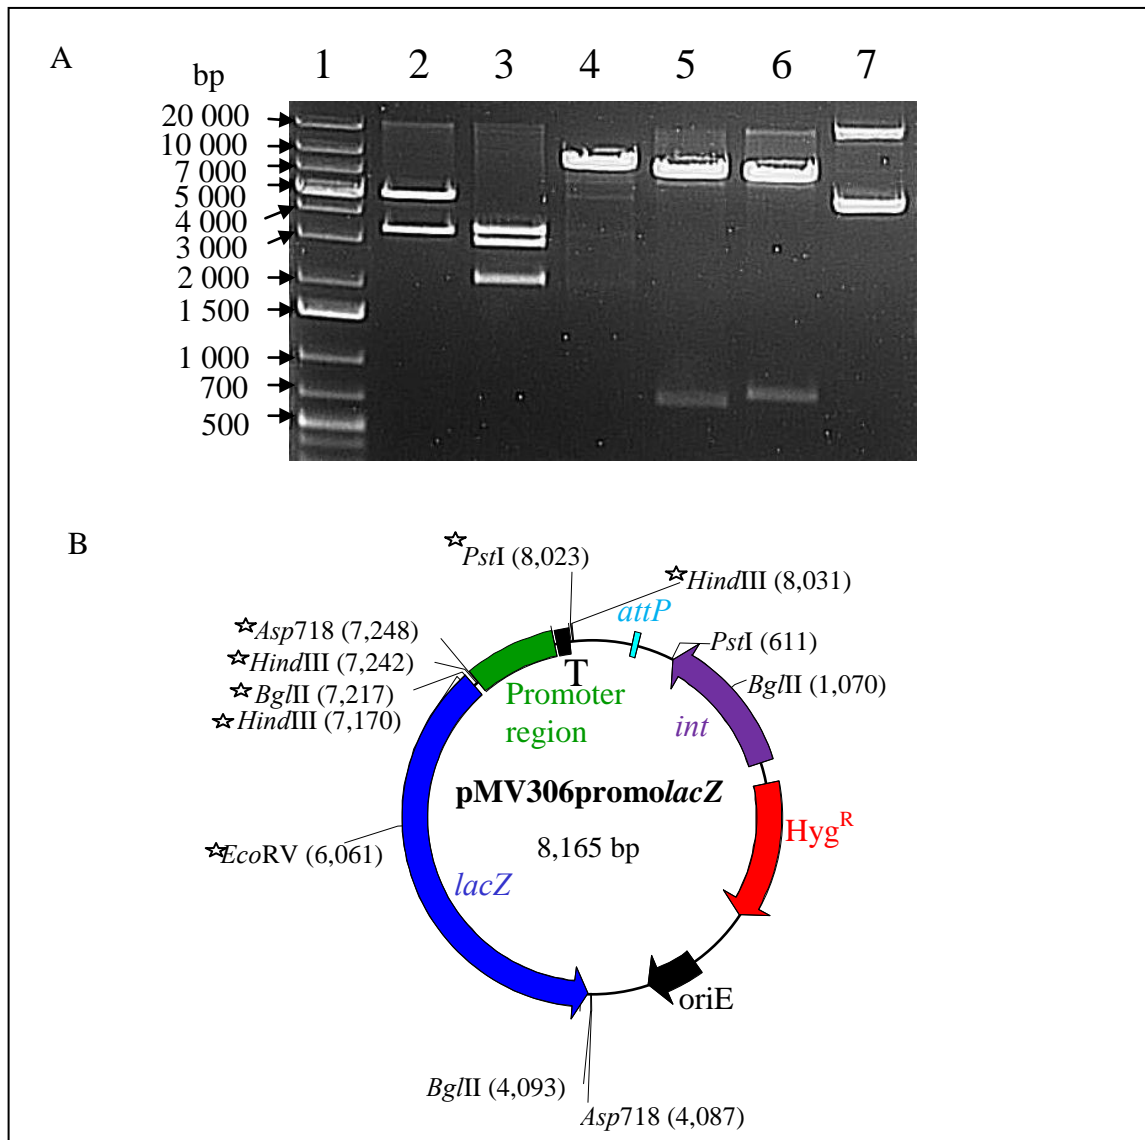 A
bp 1 2 3 4 5 6 7
20 000
10 000
7 000
5 000
4 000
3 000
2 000
1 500
1 000
700
500
B
PstI (8,023)
HindIII (8,031)
attP
Asp718 (7,248)
PstI (611)
HindIII (7,242)
T
BglII (7,217)
Promoter
region
BglII (1,070)
HindIII (7,170)
int
pMV306promolacZ
HygR
EcoRV (6,061)
8,165 bp
lacZ
oriE
BglII (4,093)
Asp718 (4,087)